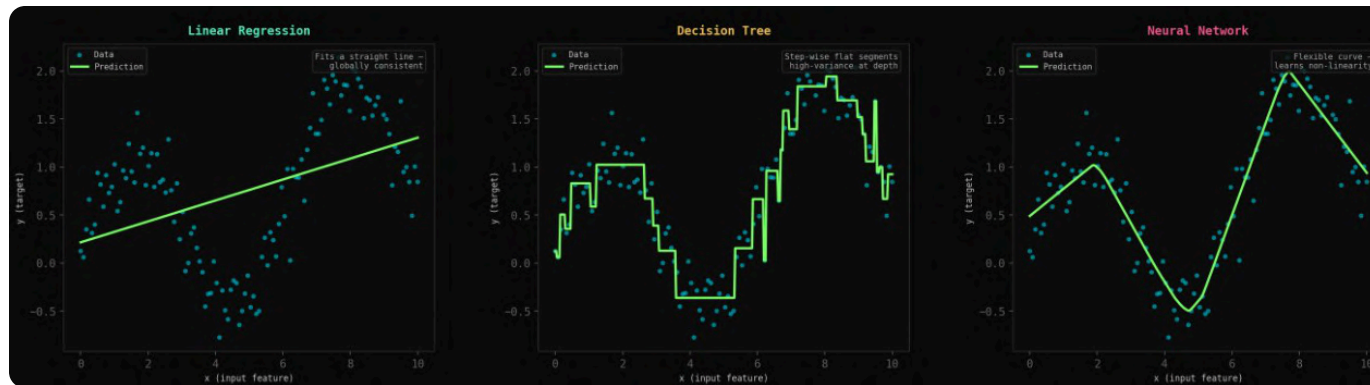 Linear Regression
Data
Prediction
Fits a straight line —
globally consistent
2.0
1.5
1.0
0.5
0.0
−0.5
y (target)
0 2 4 6 8 10
x (input feature)
Decision Tree
Data
Prediction
Step-wise flat segments
high-variance at depth
2.0
1.5
1.0
0.5
0.0
−0.5
y (target)
0 2 4 6 8 10
x (input feature)
Neural Network
Data
Prediction
Flexible curve —
learns non-linearity
2.0
1.5
1.0
0.5
0.0
−0.5
y (target)
0 2 4 6 8 10
x (input feature)